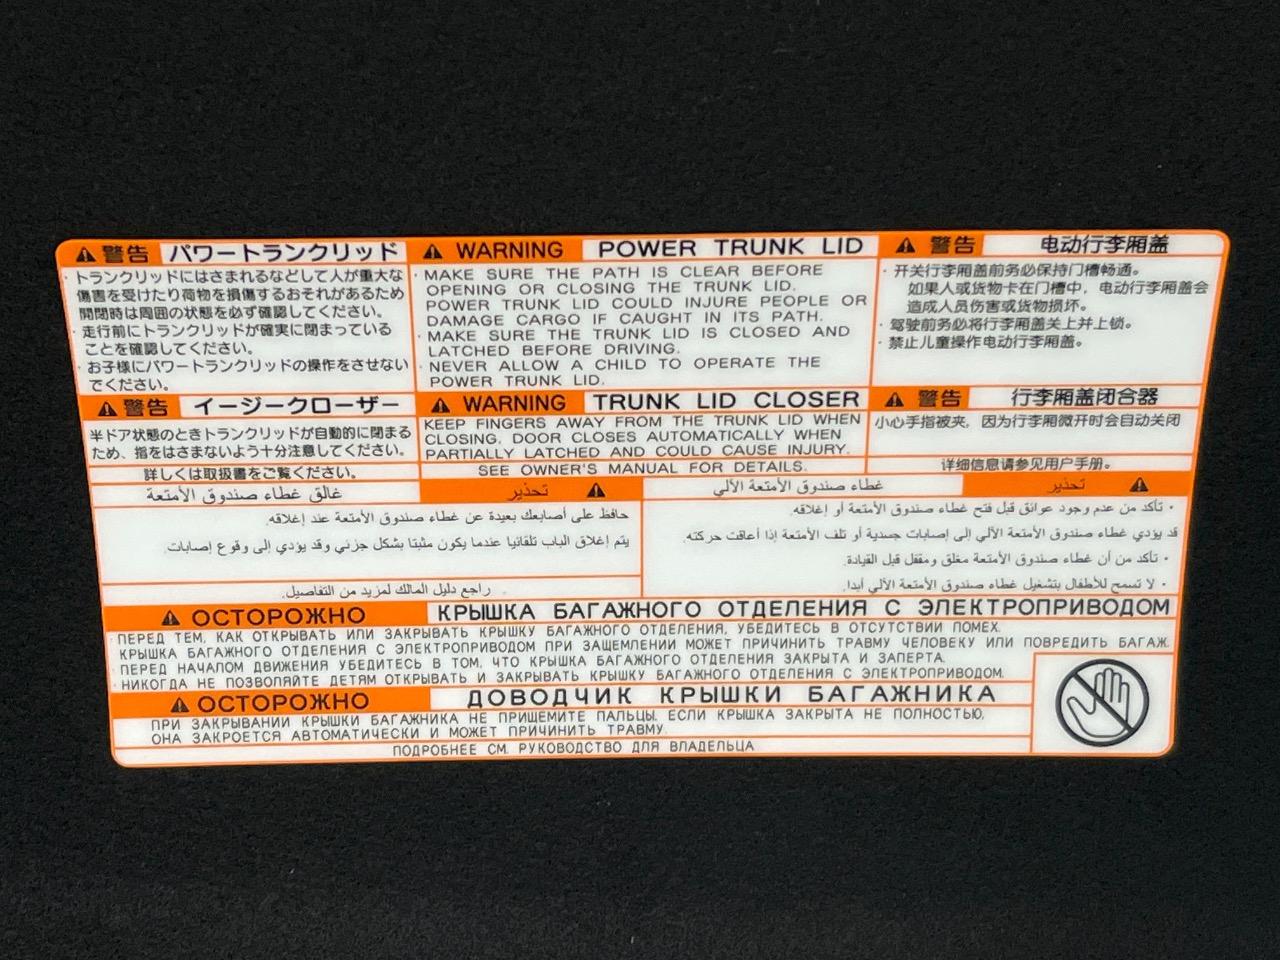 警告 パワートランクリッド
・トランクリッドにはさまれるなどして人が重大な
傷害を受けたり荷物を損傷するおそれがあるため
開閉時は周囲の状態を必ず確認してください。
・走行前にトランクリッドが確実に閉まっている
ことを確認してください。
・お子様にパワートランクリッドの操作をさせない
でください。
警告 イージークローザー
半ドア状態のときトランクリッドが自動的に閉まる
ため、指をはさまないよう十分注意してください。
詳しくは取扱書をご覧ください。
WARNING POWER TRUNK LID
· MAKE SURE THE PATH IS CLEAR BEFORE
OPENING OR CLOSING THE TRUNK LID.
POWER TRUNK LID COULD INJURE PEOPLE OR
DAMAGE CARGO IF CAUGHT IN ITS PATH.
· MAKE SURE THE TRUNK LID IS CLOSED AND
LATCHED BEFORE DRIVING.
· NEVER ALLOW A CHILD TO OPERATE THE
POWER TRUNK LID.
WARNING TRUNK LID CLOSER
KEEP FINGERS AWAY FROM THE TRUNK LID WHEN
CLOSING. DOOR CLOSES AUTOMATICALLY WHEN
PARTIALLY LATCHED AND COULD CAUSE INJURY.
SEE OWNER'S MANUAL FOR DETAILS.
警告 电动行李厢盖
· 开关行李厢盖前务必保持门槽畅通。
如果人或货物卡在门槽中，电动行李厢盖会
造成人员伤害或货物损坏。
· 驾驶前务必将行李厢盖关上并上锁。
· 禁止儿童操作电动行李厢盖。
警告 行李厢盖闭合器
小心手指被夹，因为行李厢微开时会自动关闭
详细信息请参见用户手册。
تحذير غطاء صندوق الأمتعة الآلي
• تأكد من عدم وجود عوائق قبل فتح غطاء صندوق الأمتعة أو إغلاقه.
قد يؤدي غطاء صندوق الأمتعة الآلي إلى إصابات جسدية أو تلف الأمتعة إذا أعاقت حركته.
• تأكد من أن غطاء صندوق الأمتعة مغلق ومقفل قبل القيادة.
• لا تسمح للأطفال بتشغيل غطاء صندوق الأمتعة الآلي أبدا.
تحذير غالق غطاء صندوق الأمتعة
حافظ على أصابعك بعيدة عن غطاء صندوق الأمتعة عند إغلاقه.
يتم إغلاق الباب تلقائيا عندما يكون مثبتا بشكل جزئي وقد يؤدي إلى وقوع إصابات.
راجع دليل المالك لمزيد من التفاصيل.
ОСТОРОЖНО КРЫШКА БАГАЖНОГО ОТДЕЛЕНИЯ С ЭЛЕКТРОПРИВОДОМ
· ПЕРЕД ТЕМ, КАК ОТКРЫВАТЬ ИЛИ ЗАКРЫВАТЬ КРЫШКУ БАГАЖНОГО ОТДЕЛЕНИЯ, УБЕДИТЕСЬ В ОТСУТСТВИИ ПОМЕХ.
КРЫШКА БАГАЖНОГО ОТДЕЛЕНИЯ С ЭЛЕКТРОПРИВОДОМ ПРИ ЗАЩЕМЛЕНИИ МОЖЕТ ПРИЧИНИТЬ ТРАВМУ ЧЕЛОВЕКУ ИЛИ ПОВРЕДИТЬ БАГАЖ.
· ПЕРЕД НАЧАЛОМ ДВИЖЕНИЯ УБЕДИТЕСЬ В ТОМ, ЧТО КРЫШКА БАГАЖНОГО ОТДЕЛЕНИЯ ЗАКРЫТА И ЗАПЕРТА.
· НИКОГДА НЕ ПОЗВОЛЯЙТЕ ДЕТЯМ ОТКРЫВАТЬ И ЗАКРЫВАТЬ КРЫШКУ БАГАЖНОГО ОТДЕЛЕНИЯ С ЭЛЕКТРОПРИВОДОМ.
ОСТОРОЖНО ДОВОДЧИК КРЫШКИ БАГАЖНИКА
ПРИ ЗАКРЫВАНИИ КРЫШКИ БАГАЖНИКА НЕ ПРИЩЕМИТЕ ПАЛЬЦЫ. ЕСЛИ КРЫШКА ЗАКРЫТА НЕ ПОЛНОСТЬЮ,
ОНА ЗАКРОЕТСЯ АВТОМАТИЧЕСКИ И МОЖЕТ ПРИЧИНИТЬ ТРАВМУ.
ПОДРОБНЕЕ СМ. РУКОВОДСТВО ДЛЯ ВЛАДЕЛЬЦА